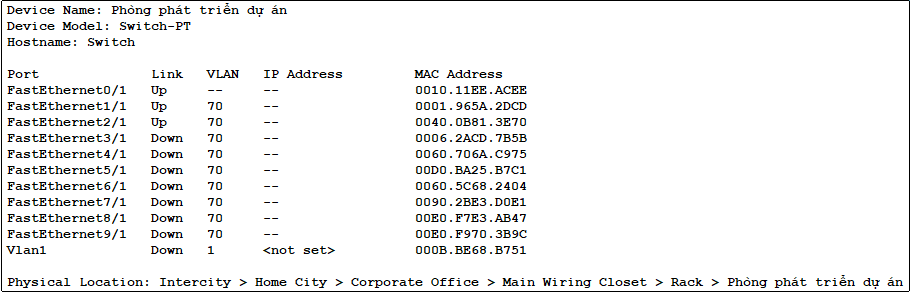 Device Name: Phòng phát triển dự án
Device Model: Switch-PT
Hostname: Switch
Port Link VLAN IP Address MAC Address
FastEthernet0/1 Up -- -- 0010.11EE.ACEE
FastEthernet1/1 Up 70 -- 0001.965A.2DCD
FastEthernet2/1 Up 70 -- 0040.0B81.3E70
FastEthernet3/1 Down 70 -- 0006.2ACD.7B5B
FastEthernet4/1 Down 70 -- 0060.706A.C975
FastEthernet5/1 Down 70 -- 00D0.BA25.B7C1
FastEthernet6/1 Down 70 -- 0060.5C68.2404
FastEthernet7/1 Down 70 -- 0090.2BE3.D0E1
FastEthernet8/1 Down 70 -- 00E0.F7E3.AB47
FastEthernet9/1 Down 70 -- 00E0.F970.3B9C
Vlan1 Down 1 <not set> 000B.BE68.B751
Physical Location: Intercity > Home City > Corporate Office > Main Wiring Closet > Rack > Phòng phát triển dự án